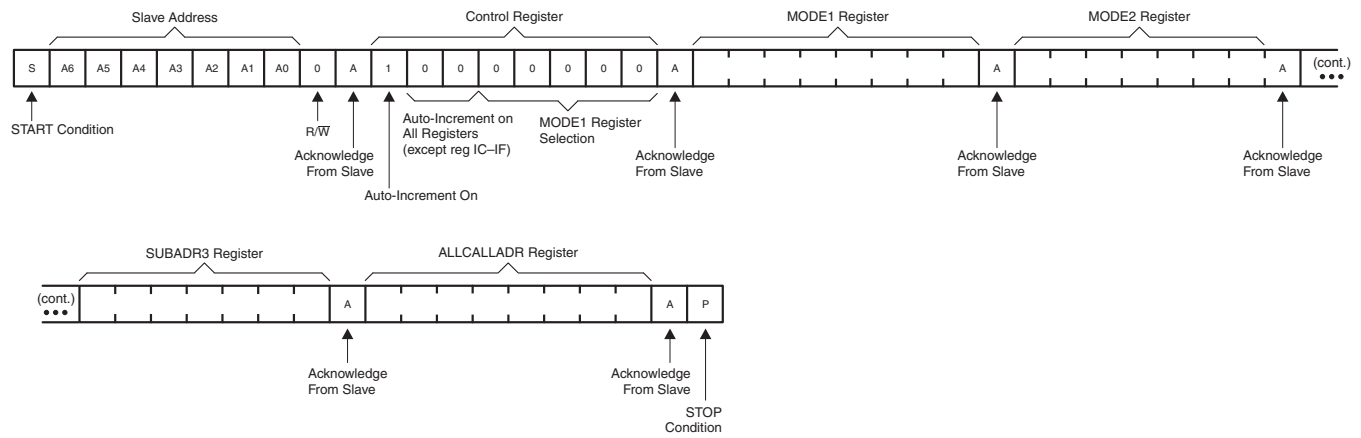 Slave Address Control Register MODE1 Register MODE2 Register
S A6 A5 A4 A3 A2 A1 A0 0 A 1 0 0 0 0 0 0 0 A A A (cont.)
START Condition
R/W̅
Acknowledge
From Slave
Auto-Increment On
Auto-Increment on
All Registers
(except reg IC–IF)
MODE1 Register
Selection
Acknowledge
From Slave
Acknowledge
From Slave
Acknowledge
From Slave
SUBADR3 Register ALLCALLADR Register
(cont.) A A P
Acknowledge
From Slave
Acknowledge
From Slave
STOP
Condition